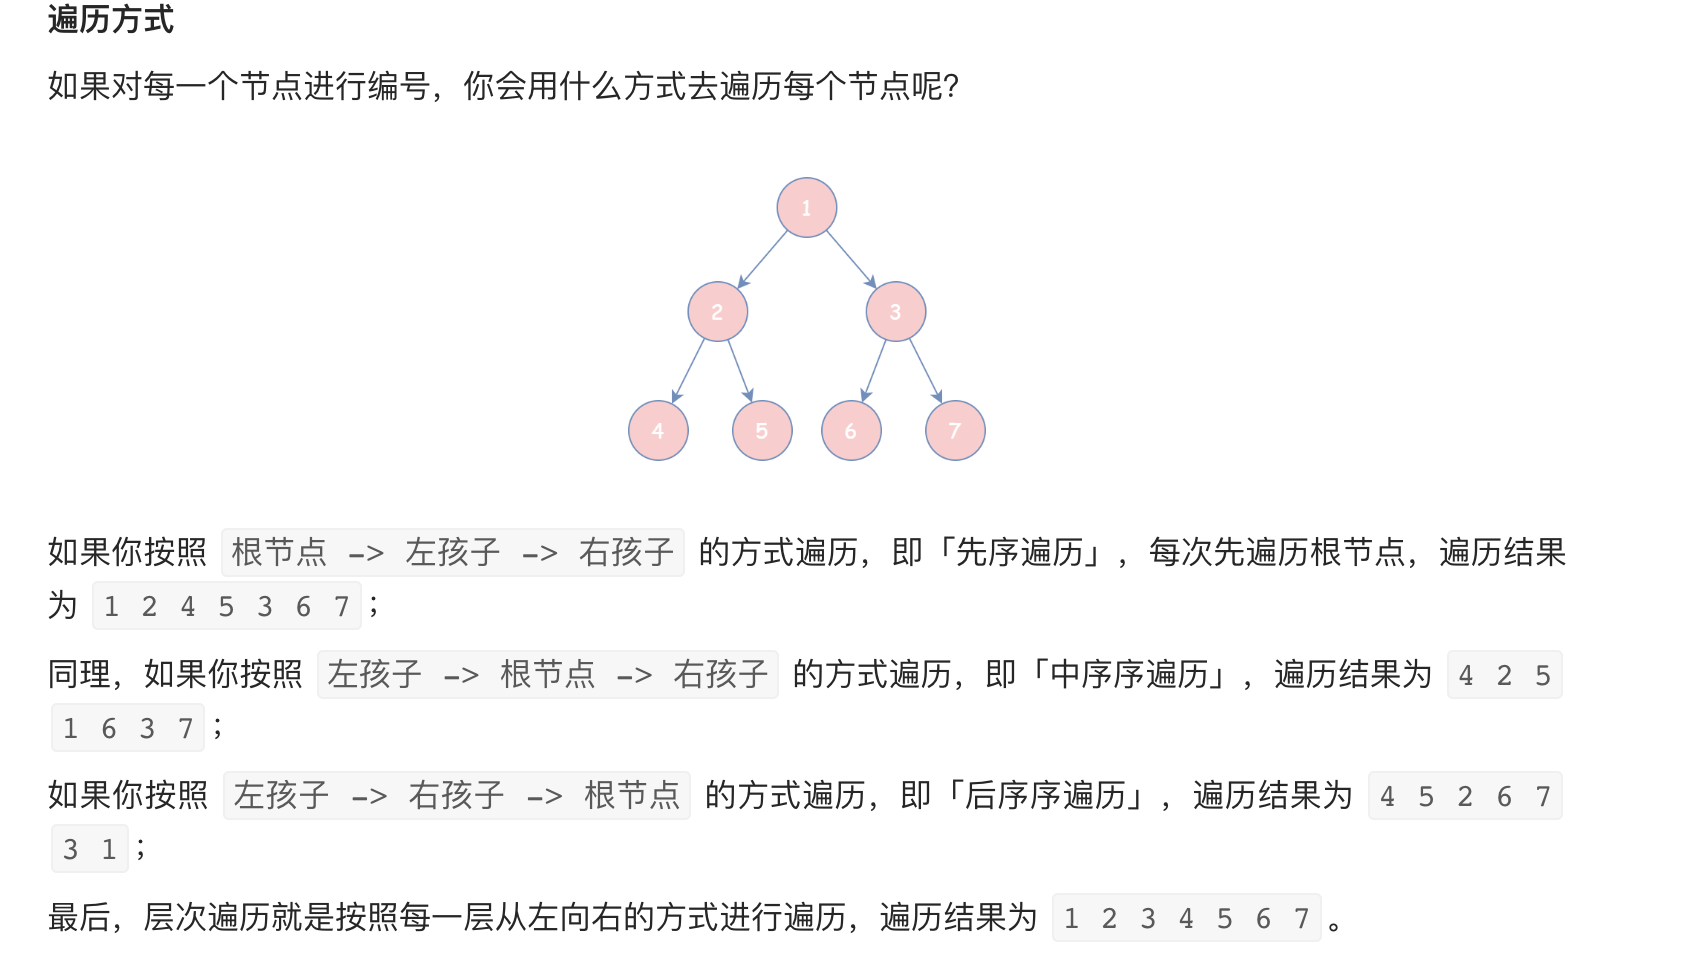 遍历方式
如果对每一个节点进行编号，你会用什么方式去遍历每个节点呢？
1
2 3
4 5 6 7
如果你按照 根节点 -> 左孩子 -> 右孩子 的方式遍历，即「先序遍历」，每次先遍历根节点，遍历结果
为 1 2 4 5 3 6 7 ；
同理，如果你按照 左孩子 -> 根节点 -> 右孩子 的方式遍历，即「中序序遍历」，遍历结果为 4 2 5
1 6 3 7 ；
如果你按照 左孩子 -> 右孩子 -> 根节点 的方式遍历，即「后序序遍历」，遍历结果为 4 5 2 6 7
3 1 ；
最后，层次遍历就是按照每一层从左向右的方式进行遍历，遍历结果为 1 2 3 4 5 6 7 。